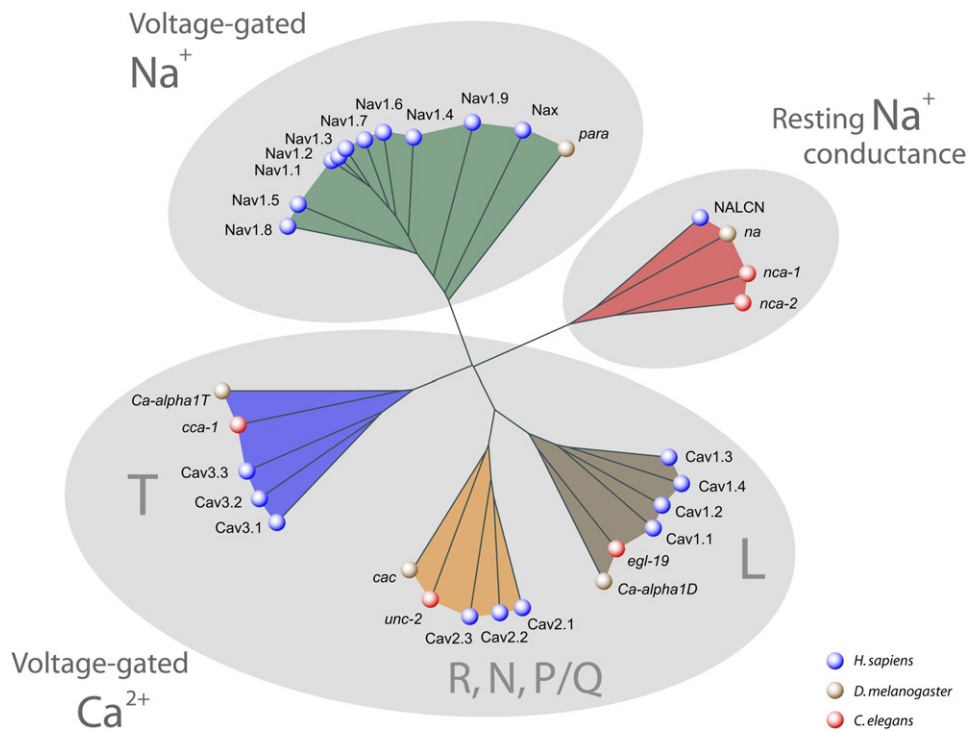 Voltage-gated
Na+
Nav1.6
Nav1.9
Nav1.7
Nav1.4
Nax
Nav1.3
para
Nav1.2
Nav1.1
Nav1.5
Nav1.8
Resting Na+
conductance
NALCN
na
nca-1
nca-2
Ca-alpha1T
cca-1
Cav3.3
Cav3.2
Cav3.1
T
Cav1.3
Cav1.4
Cav1.2
Cav1.1
egl-19
Ca-alpha1D
L
cac
unc-2
Cav2.3
Cav2.2
Cav2.1
R, N, P/Q
Voltage-gated
Ca2+
H. sapiens
D. melanogaster
C. elegans